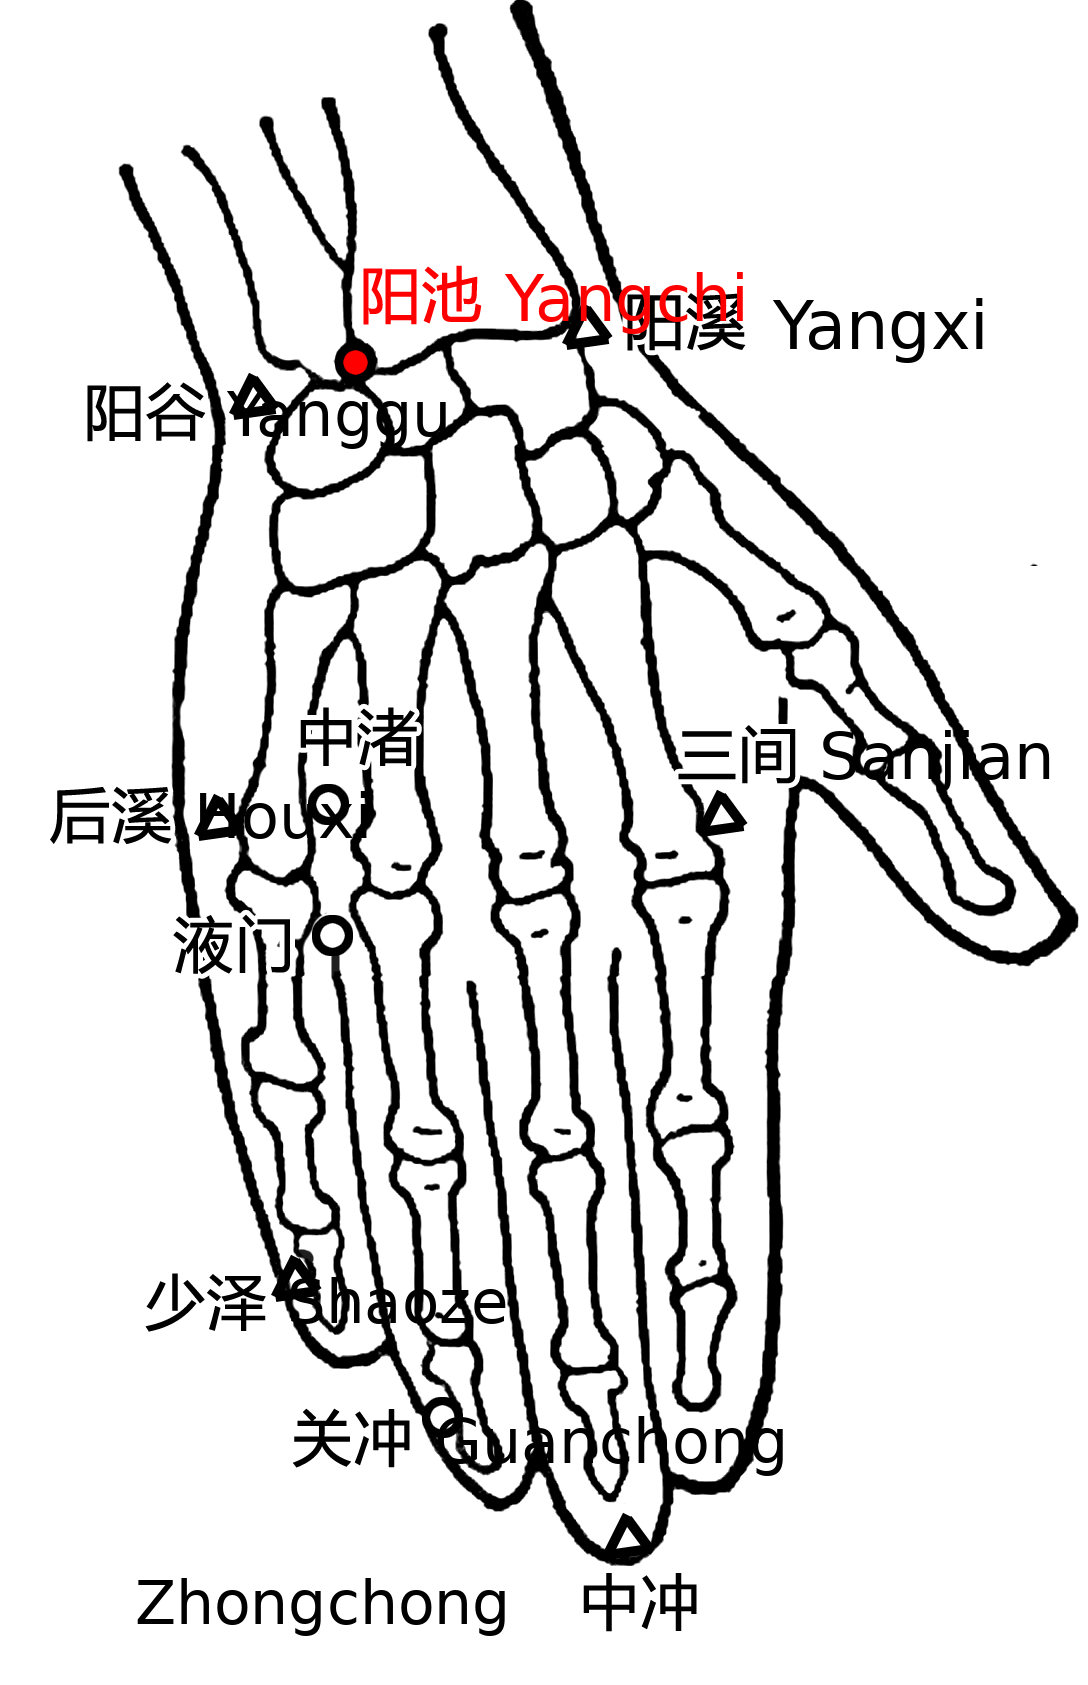 阳池 Yangchi
阳溪 Yangxi
阳谷 Yanggu
中渚
三间 Sanjian
后溪 Houxi
液门
少泽 Shaoze
关冲 Guanchong
Zhongchong 中冲